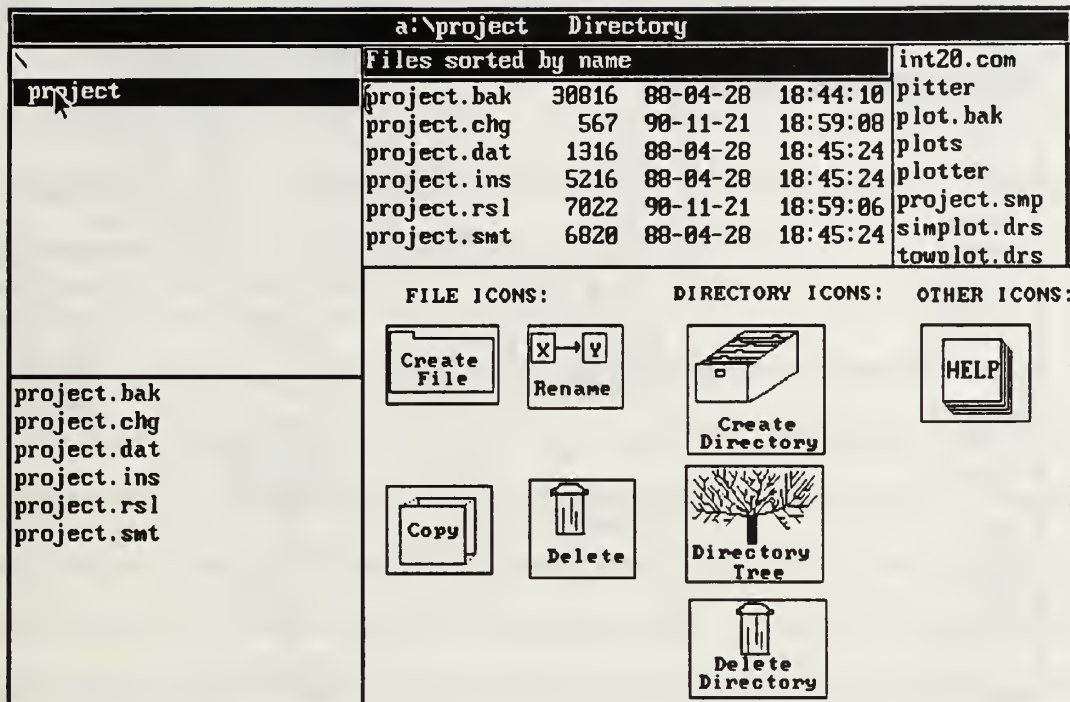 a:\project Directory
\
project
Files sorted by name
project.bak 30816 88-04-28 18:44:10
project.chg 567 90-11-21 18:59:08
project.dat 1316 88-04-28 18:45:24
project.ins 5216 88-04-28 18:45:24
project.rsl 7022 90-11-21 18:59:06
project.smt 6820 88-04-28 18:45:24
int20.com
pitter
plot.bak
plots
plotter
project.smp
simplot.drs
towplot.drs
project.bak
project.chg
project.dat
project.ins
project.rsl
project.smt
FILE ICONS:
Create
File
X Y
Rename
Copy
Delete
DIRECTORY ICONS:
Create
Directory
Directory
Tree
Delete
Directory
OTHER ICONS:
HELP